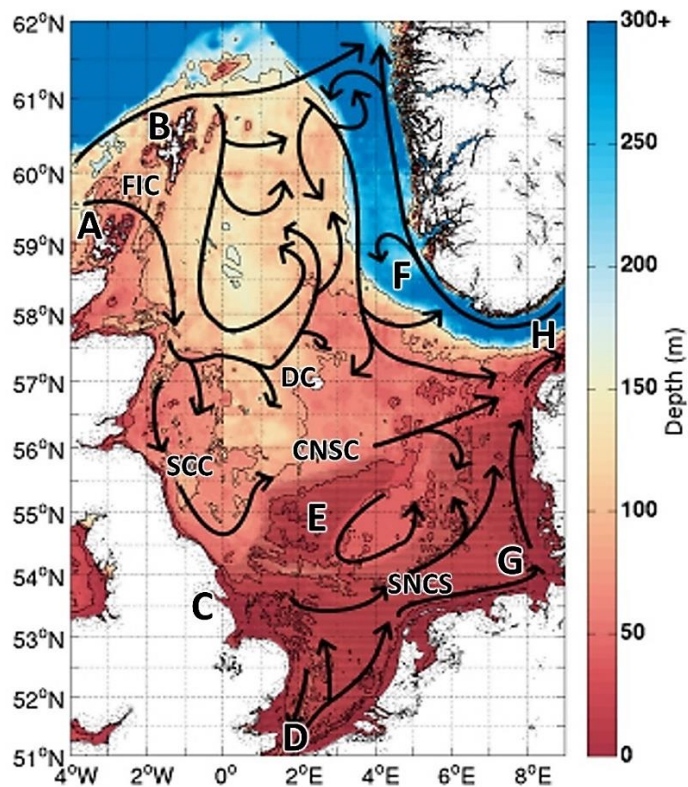 62°N
61°N
60°N
59°N
58°N
57°N
56°N
55°N
54°N
53°N
52°N
51°N
4°W 2°W 0° 2°E 4°E 6°E 8°E
B
FIC
A
F
H
DC
CNSC
SCC
E
G
SNCS
C
D
300+
250
200
150
100
50
0
Depth (m)